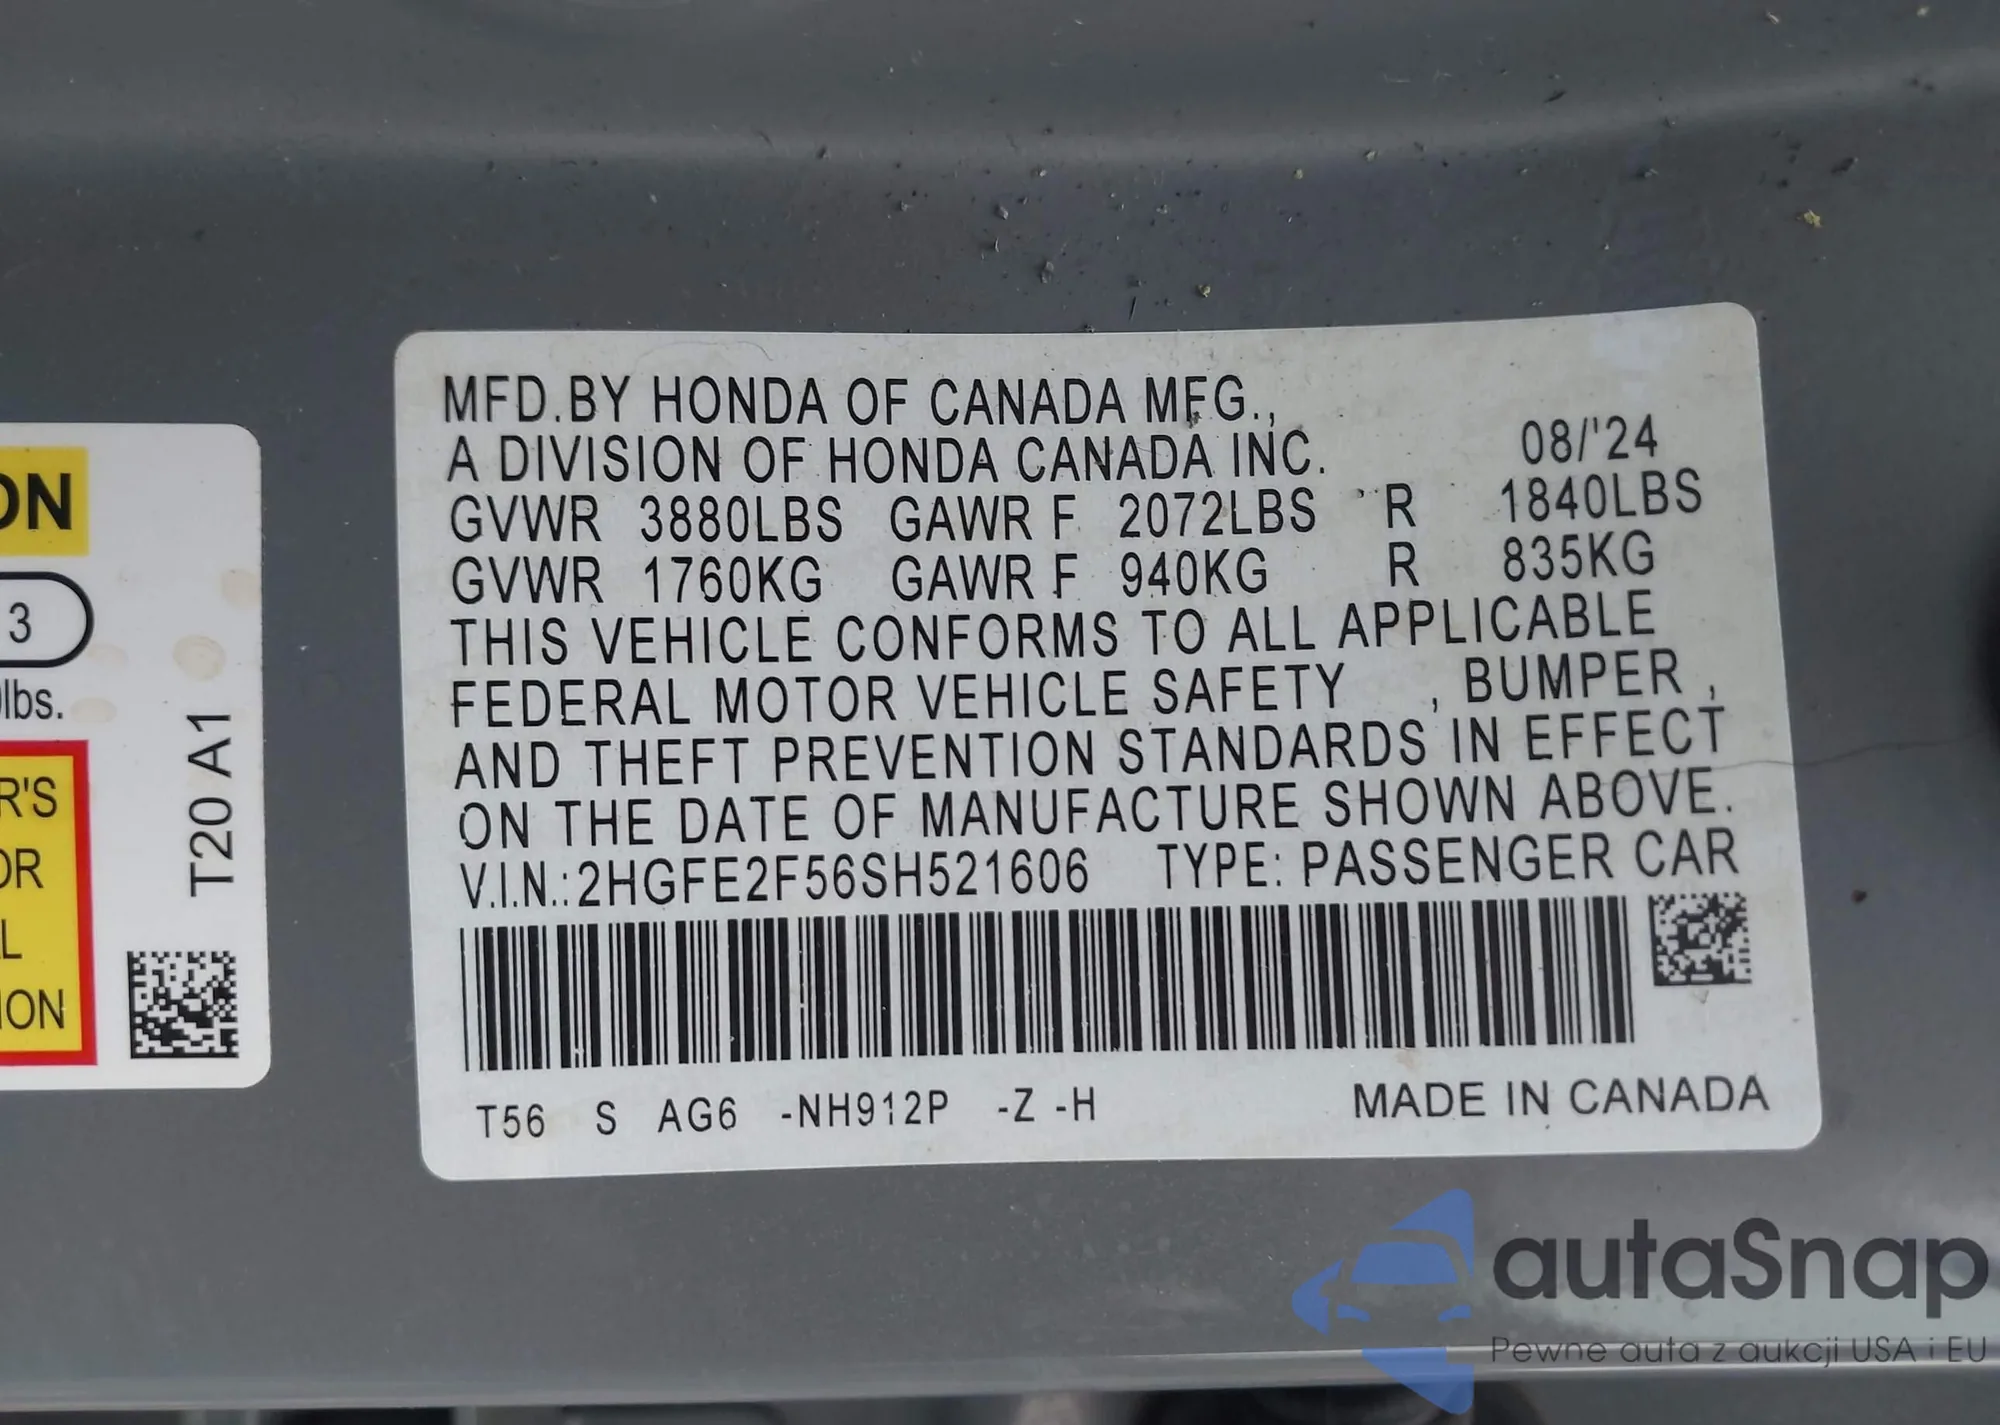 ON
3
lbs.
R'S
OR
L
ION
T20 A1
MFD.BY HONDA OF CANADA MFG.,
A DIVISION OF HONDA CANADA INC. 08/'24
GVWR 3880LBS GAWR F 2072LBS R 1840LBS
GVWR 1760KG GAWR F 940KG R 835KG
THIS VEHICLE CONFORMS TO ALL APPLICABLE
FEDERAL MOTOR VEHICLE SAFETY , BUMPER ,
AND THEFT PREVENTION STANDARDS IN EFFECT
ON THE DATE OF MANUFACTURE SHOWN ABOVE.
V.I.N.:2HGFE2F56SH521606 TYPE: PASSENGER CAR
T56 S AG6 -NH912P -Z -H MADE IN CANADA
autaSnap
Pewne auta z aukcji USA i EU